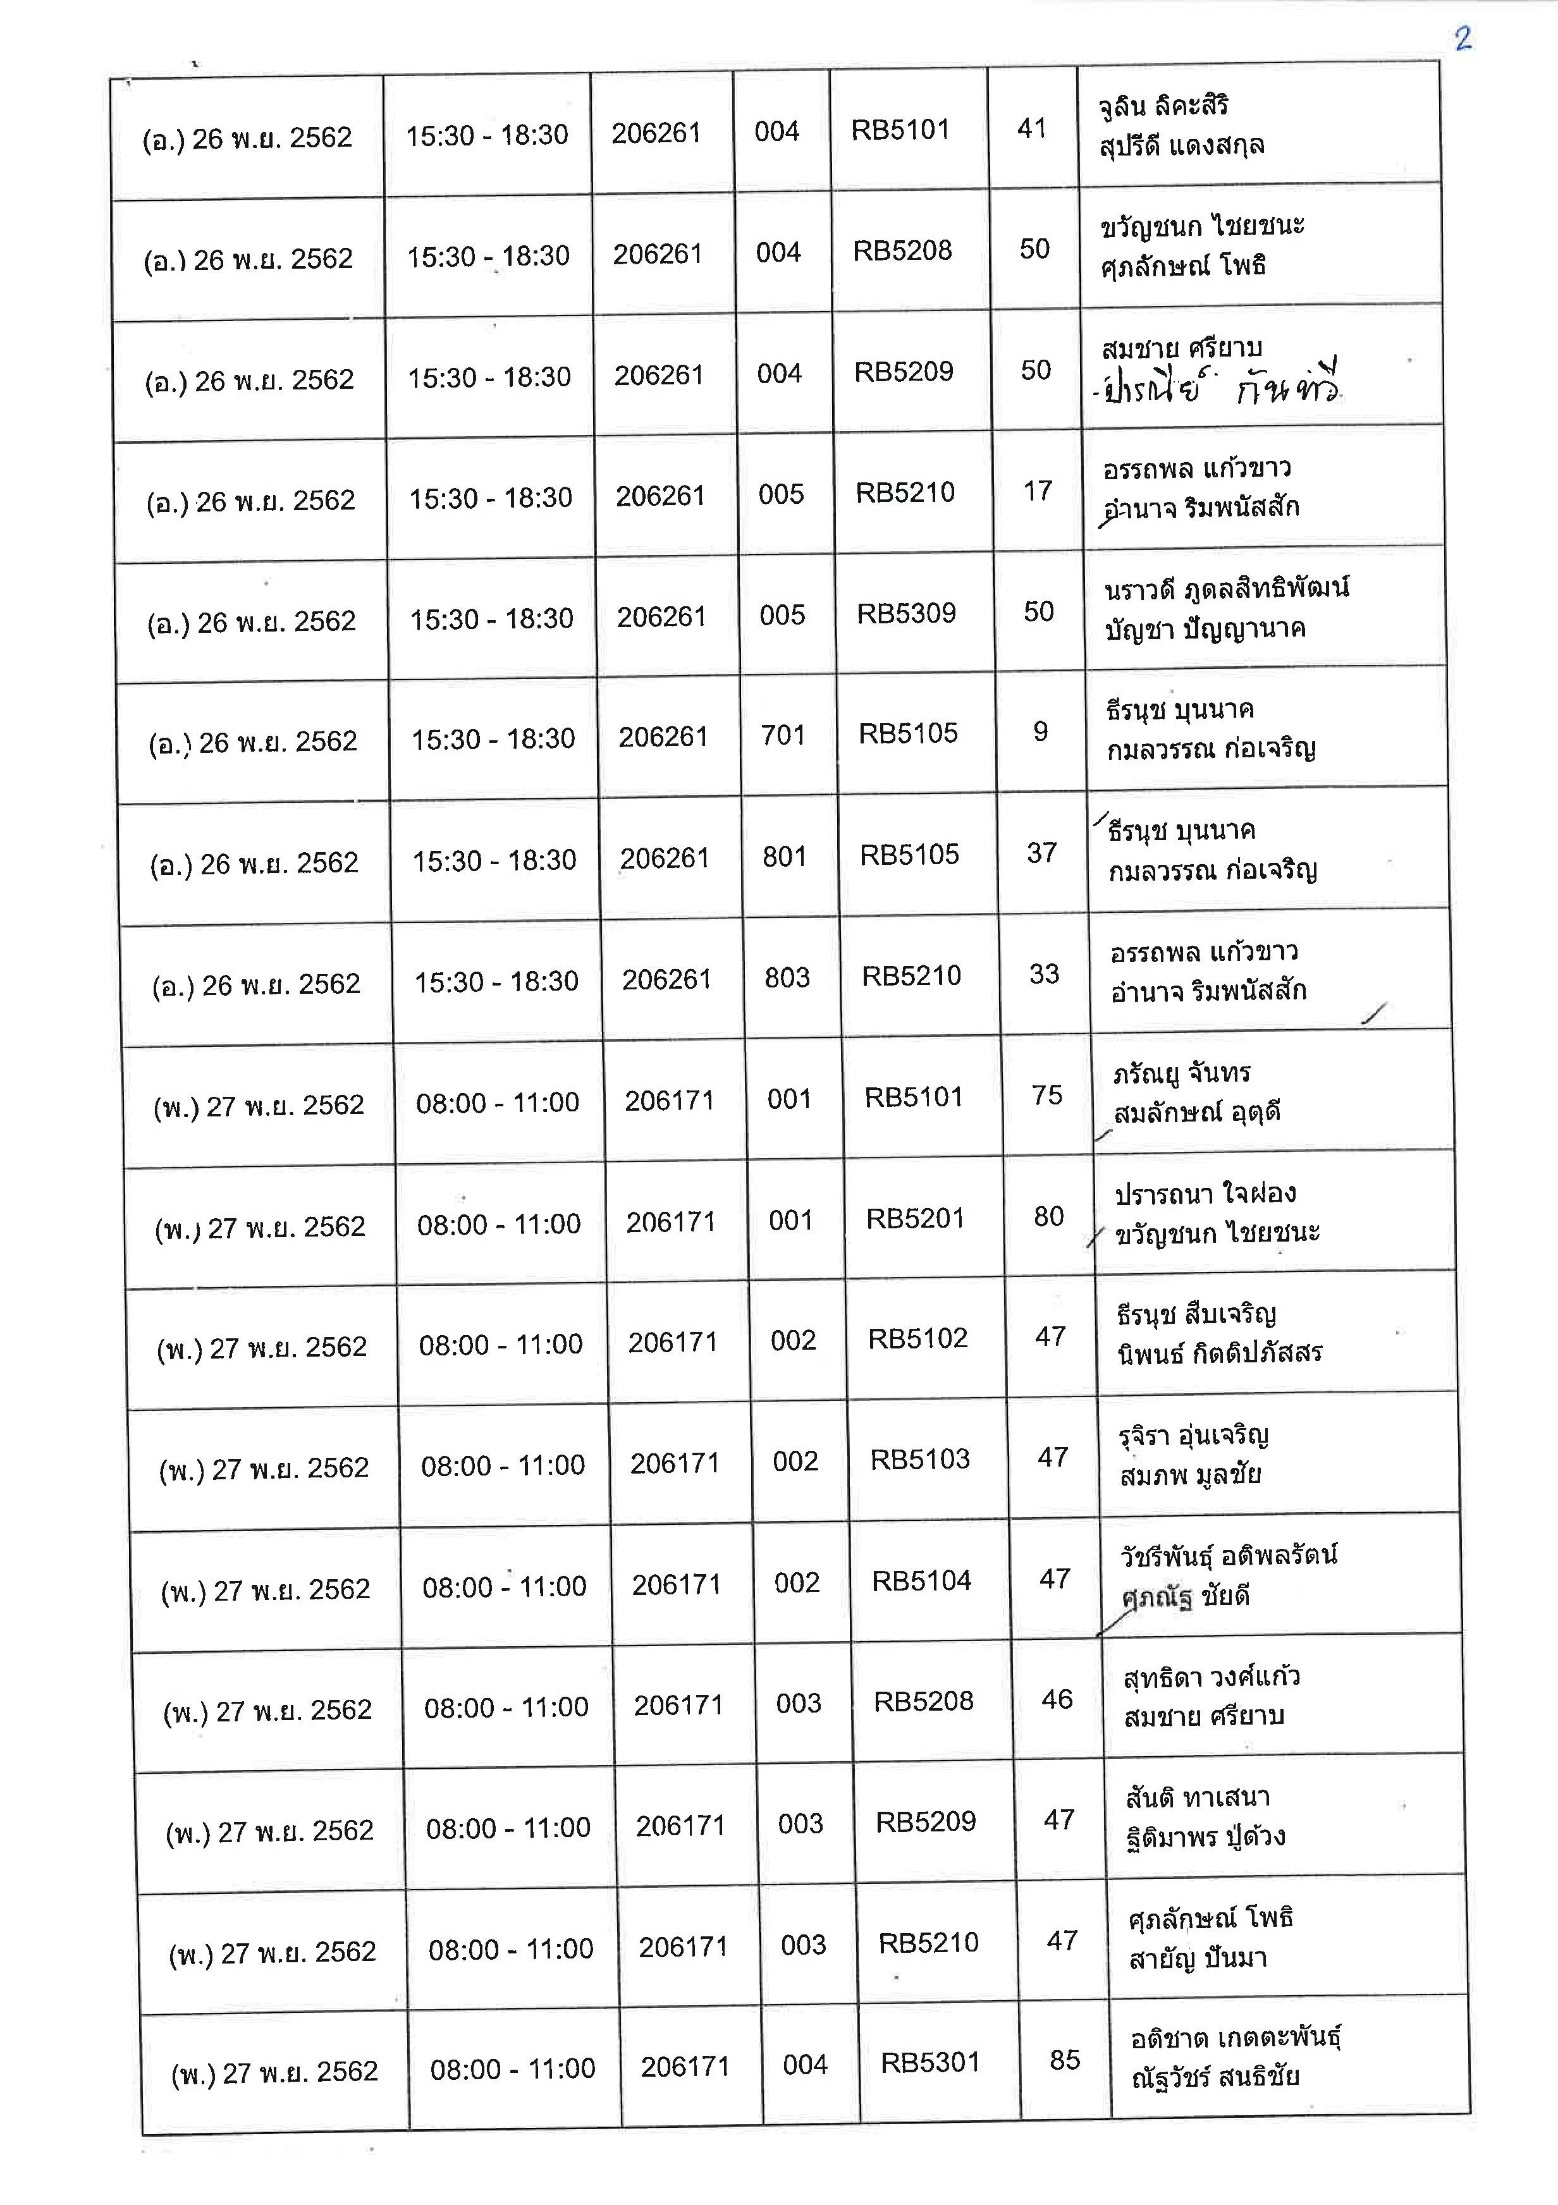 2
(อ.) 26 พ.ย. 2562 15:30 - 18:30 206261 004 RB5101 41 จูลิน ลิคะสิริ
สุปรีดี แดงสกุล
(อ.) 26 พ.ย. 2562 15:30 - 18:30 206261 004 RB5208 50 ขวัญชนก ไชยชนะ
ศุภลักษณ์ โพธิ
(อ.) 26 พ.ย. 2562 15:30 - 18:30 206261 004 RB5209 50 สมชาย ศรียาบ
ปารณีย์ กันทวี
(อ.) 26 พ.ย. 2562 15:30 - 18:30 206261 005 RB5210 17 อรรถพล แก้วขาว
อำนาจ ริมพนัสสัก
(อ.) 26 พ.ย. 2562 15:30 - 18:30 206261 005 RB5309 50 นราวดี ภูดลสิทธิพัฒน์
บัญชา ปัญญานาค
(อ.) 26 พ.ย. 2562 15:30 - 18:30 206261 701 RB5105 9 ธีรนุช บุนนาค
กมลวรรณ ก่อเจริญ
(อ.) 26 พ.ย. 2562 15:30 - 18:30 206261 801 RB5105 37 ธีรนุช บุนนาค
กมลวรรณ ก่อเจริญ
(อ.) 26 พ.ย. 2562 15:30 - 18:30 206261 803 RB5210 33 อรรถพล แก้วขาว
อำนาจ ริมพนัสสัก
(พ.) 27 พ.ย. 2562 08:00 - 11:00 206171 001 RB5101 75 ภรัณยู จันทร
สมลักษณ์ อุตุดี
(พ.) 27 พ.ย. 2562 08:00 - 11:00 206171 001 RB5201 80 ปรารถนา ใจผ่อง
ขวัญชนก ไชยชนะ
(พ.) 27 พ.ย. 2562 08:00 - 11:00 206171 002 RB5102 47 ธีรนุช สืบเจริญ
นิพนธ์ กิตติปภัสสร
(พ.) 27 พ.ย. 2562 08:00 - 11:00 206171 002 RB5103 47 รุจิรา อุ่นเจริญ
สมภพ มูลชัย
(พ.) 27 พ.ย. 2562 08:00 - 11:00 206171 002 RB5104 47 วัชรีพันธุ์ อติพลรัตน์
ศุภณัฐ ชัยดี
(พ.) 27 พ.ย. 2562 08:00 - 11:00 206171 003 RB5208 46 สุทธิดา วงศ์แก้ว
สมชาย ศรียาบ
(พ.) 27 พ.ย. 2562 08:00 - 11:00 206171 003 RB5209 47 สันติ ทาเสนา
ฐิติมาพร ปู่ด้วง
(พ.) 27 พ.ย. 2562 08:00 - 11:00 206171 003 RB5210 47 ศุภลักษณ์ โพธิ
สายัญ ปันมา
(พ.) 27 พ.ย. 2562 08:00 - 11:00 206171 004 RB5301 85 อติชาต เกตตะพันธุ์
ณัฐวัชร์ สนธิชัย